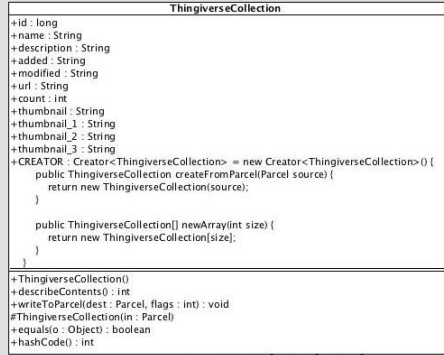 ThingiverseCollection
+id : long
+name : String
+description : String
+added : String
+modified : String
+url : String
+count : int
+thumbnail : String
+thumbnail_1 : String
+thumbnail_2 : String
+thumbnail_3 : String
+CREATOR : Creator<ThingiverseCollection> = new Creator<ThingiverseCollection>() {
public ThingiverseCollection createFromParcel(Parcel source) {
return new ThingiverseCollection(source);
}
public ThingiverseCollection[] newArray(int size) {
return new ThingiverseCollection[size];
}
}
+ThingiverseCollection()
+describeContents() : int
+writeToParcel(dest : Parcel, flags : int) : void
#ThingiverseCollection(in : Parcel)
+equals(o : Object) : boolean
+hashCode() : int